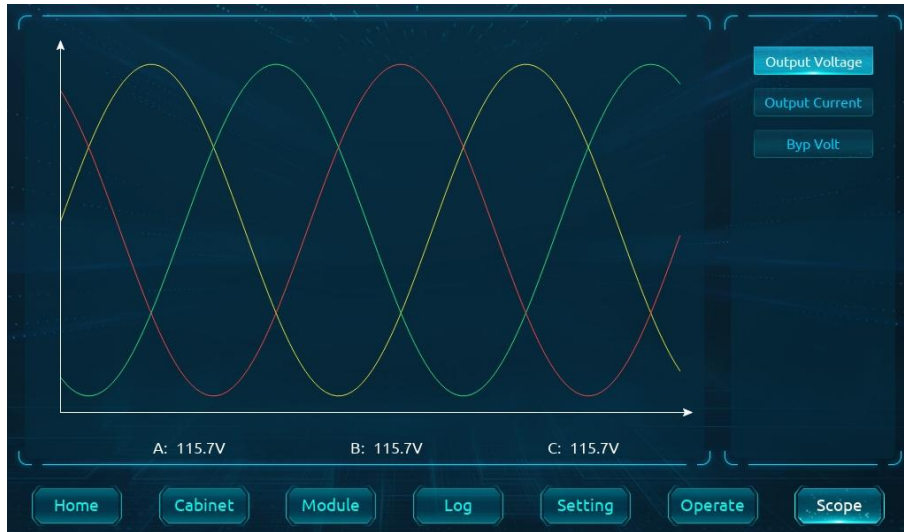 Output Voltage
Output Current
Byp Volt
A: 115.7V B: 115.7V C: 115.7V
Home Cabinet Module Log Setting Operate Scope